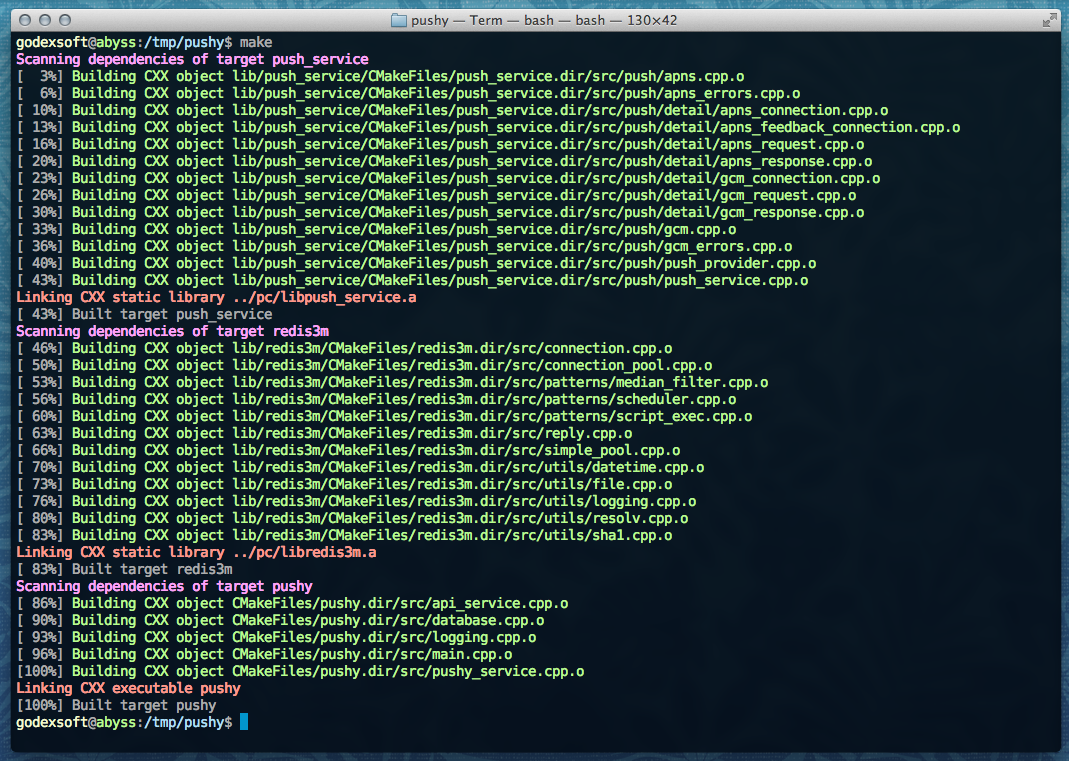 pushy — Term — bash — bash — 130×42
godexsoft@abyss:/tmp/pushy$ make
Scanning dependencies of target push_service
[  3%] Building CXX object lib/push_service/CMakeFiles/push_service.dir/src/push/apns.cpp.o
[  6%] Building CXX object lib/push_service/CMakeFiles/push_service.dir/src/push/apns_errors.cpp.o
[ 10%] Building CXX object lib/push_service/CMakeFiles/push_service.dir/src/push/detail/apns_connection.cpp.o
[ 13%] Building CXX object lib/push_service/CMakeFiles/push_service.dir/src/push/detail/apns_feedback_connection.cpp.o
[ 16%] Building CXX object lib/push_service/CMakeFiles/push_service.dir/src/push/detail/apns_request.cpp.o
[ 20%] Building CXX object lib/push_service/CMakeFiles/push_service.dir/src/push/detail/apns_response.cpp.o
[ 23%] Building CXX object lib/push_service/CMakeFiles/push_service.dir/src/push/detail/gcm_connection.cpp.o
[ 26%] Building CXX object lib/push_service/CMakeFiles/push_service.dir/src/push/detail/gcm_request.cpp.o
[ 30%] Building CXX object lib/push_service/CMakeFiles/push_service.dir/src/push/detail/gcm_response.cpp.o
[ 33%] Building CXX object lib/push_service/CMakeFiles/push_service.dir/src/push/gcm.cpp.o
[ 36%] Building CXX object lib/push_service/CMakeFiles/push_service.dir/src/push/gcm_errors.cpp.o
[ 40%] Building CXX object lib/push_service/CMakeFiles/push_service.dir/src/push/push_provider.cpp.o
[ 43%] Building CXX object lib/push_service/CMakeFiles/push_service.dir/src/push/push_service.cpp.o
Linking CXX static library ../pc/libpush_service.a
[ 43%] Built target push_service
Scanning dependencies of target redis3m
[ 46%] Building CXX object lib/redis3m/CMakeFiles/redis3m.dir/src/connection.cpp.o
[ 50%] Building CXX object lib/redis3m/CMakeFiles/redis3m.dir/src/connection_pool.cpp.o
[ 53%] Building CXX object lib/redis3m/CMakeFiles/redis3m.dir/src/patterns/median_filter.cpp.o
[ 56%] Building CXX object lib/redis3m/CMakeFiles/redis3m.dir/src/patterns/scheduler.cpp.o
[ 60%] Building CXX object lib/redis3m/CMakeFiles/redis3m.dir/src/patterns/script_exec.cpp.o
[ 63%] Building CXX object lib/redis3m/CMakeFiles/redis3m.dir/src/reply.cpp.o
[ 66%] Building CXX object lib/redis3m/CMakeFiles/redis3m.dir/src/simple_pool.cpp.o
[ 70%] Building CXX object lib/redis3m/CMakeFiles/redis3m.dir/src/utils/datetime.cpp.o
[ 73%] Building CXX object lib/redis3m/CMakeFiles/redis3m.dir/src/utils/file.cpp.o
[ 76%] Building CXX object lib/redis3m/CMakeFiles/redis3m.dir/src/utils/logging.cpp.o
[ 80%] Building CXX object lib/redis3m/CMakeFiles/redis3m.dir/src/utils/resolv.cpp.o
[ 83%] Building CXX object lib/redis3m/CMakeFiles/redis3m.dir/src/utils/sha1.cpp.o
Linking CXX static library ../pc/libredis3m.a
[ 83%] Built target redis3m
Scanning dependencies of target pushy
[ 86%] Building CXX object CMakeFiles/pushy.dir/src/api_service.cpp.o
[ 90%] Building CXX object CMakeFiles/pushy.dir/src/database.cpp.o
[ 93%] Building CXX object CMakeFiles/pushy.dir/src/logging.cpp.o
[ 96%] Building CXX object CMakeFiles/pushy.dir/src/main.cpp.o
[100%] Building CXX object CMakeFiles/pushy.dir/src/pushy_service.cpp.o
Linking CXX executable pushy
[100%] Built target pushy
godexsoft@abyss:/tmp/pushy$